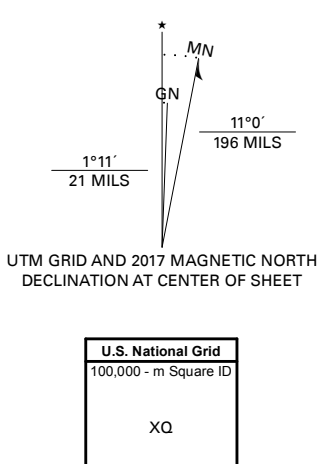 ★
MN
GN
11°0´
196 MILS
1°11´
21 MILS
UTM GRID AND 2017 MAGNETIC NORTH
DECLINATION AT CENTER OF SHEET
U.S. National Grid
100,000 - m Square ID
XQ